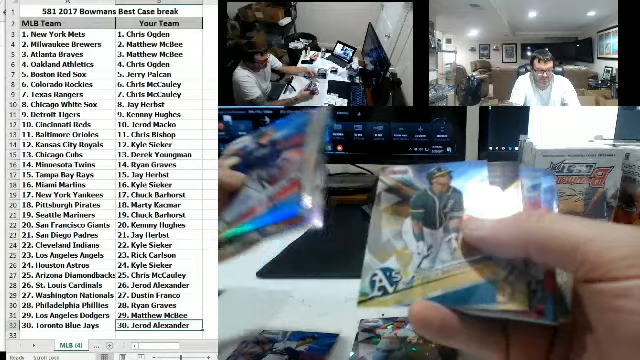 581 2017 Bowmans Best Case break
MLB Team Your Team
1. New York Mets 1. Chris Ogden
2. Milwaukee Brewers 2. Matthew McBee
3. Atlanta Braves 3. Matthew McBee
4. Oakland Athletics 4. Chris Ogden
5. Boston Red Sox 5. Jerry Palcan
6. Colorado Rockies 6. Chris McCauley
7. Texas Rangers 7. Chris McCauley
8. Chicago White Sox 8. Jay Herbst
9. Detroit Tigers 9. Kennny Hughes
10. Cincinnati Reds 10. Jerod Macko
11. Baltimore Orioles 11. Chris Bishop
12. Kansas City Royals 12. Kyle Sieker
13. Chicago Cubs 13. Derek Youngman
14. Minnesota Twins 14. Ryan Graves
15. Tampa Bay Rays 15. Jay Herbst
16. Miami Marlins 16. Kyle Sieker
17. New York Yankees 17. Chuck Barhorst
18. Pittsburgh Pirates 18. Marty Kacmar
19. Seattle Mariners 19. Chuck Barhorst
20. San Francisco Giants 20. Kennny Hughes
21. San Diego Padres 21. Jay Herbst
22. Cleveland Indians 22. Kyle Sieker
23. Los Angeles Angels 23. Rick Carlson
24. Houston Astros 24. Kyle Sieker
25. Arizona Diamondbacks 25. Chris McCauley
26. St. Louis Cardinals 26. Jerod Alexander
27. Washington Nationals 27. Dustin Franco
28. Philadelphia Phillies 28. Ryan Graves
29. Los Angeles Dodgers 29. Matthew McBee
30. Toronto Blue Jays 30. Jerod Alexander
MLB (4)
Ready Scroll Lock
A's